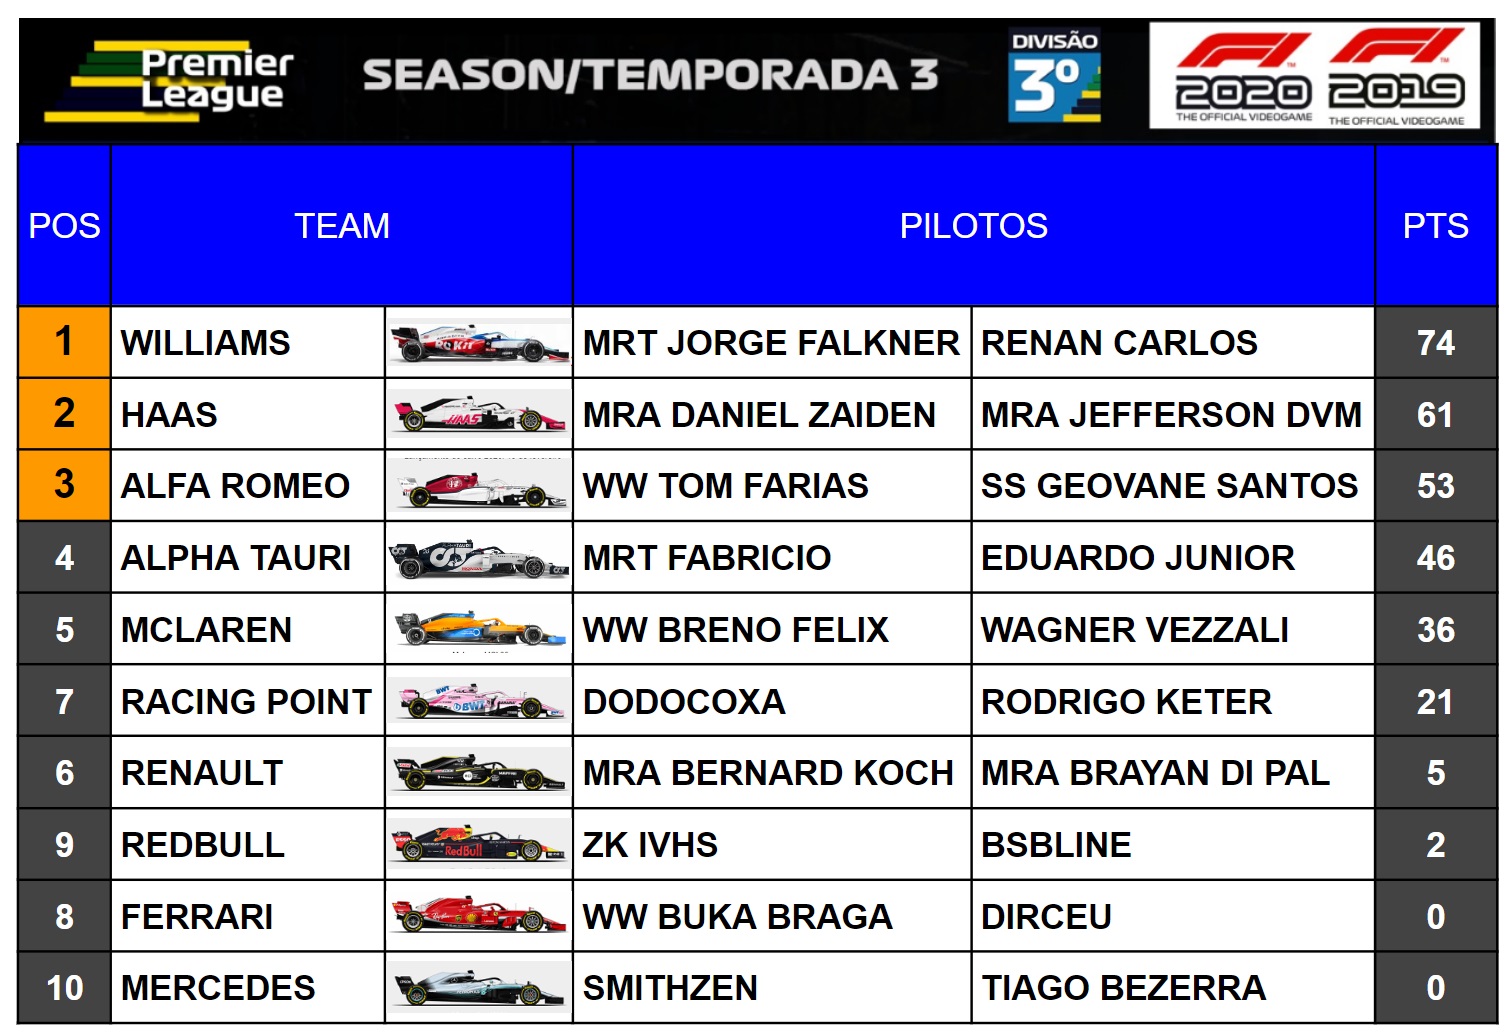 Premier
League
SEASON/TEMPORADA 3
DIVISÃO
3º
F1 F1
2020 2019
THE OFFICIAL VIDEOGAME THE OFFICIAL VIDEOGAME
POS TEAM PILOTOS PTS
1 WILLIAMS ROKiT MRT JORGE FALKNER RENAN CARLOS 74
2 HAAS HAAS MRA DANIEL ZAIDEN MRA JEFFERSON DVM 61
3 ALFA ROMEO WW TOM FARIAS SS GEOVANE SANTOS 53
4 ALPHA TAURI MRT FABRICIO EDUARDO JUNIOR 46
5 MCLAREN WW BRENO FELIX WAGNER VEZZALI 36
7 RACING POINT BWT BWT DODOCOXA RODRIGO KETER 21
6 RENAULT MRA BERNARD KOCH MRA BRAYAN DI PAL 5
9 REDBULL RedBull ZK IVHS BSBLINE 2
8 FERRARI WW BUKA BRAGA DIRCEU 0
10 MERCEDES SMITHZEN TIAGO BEZERRA 0